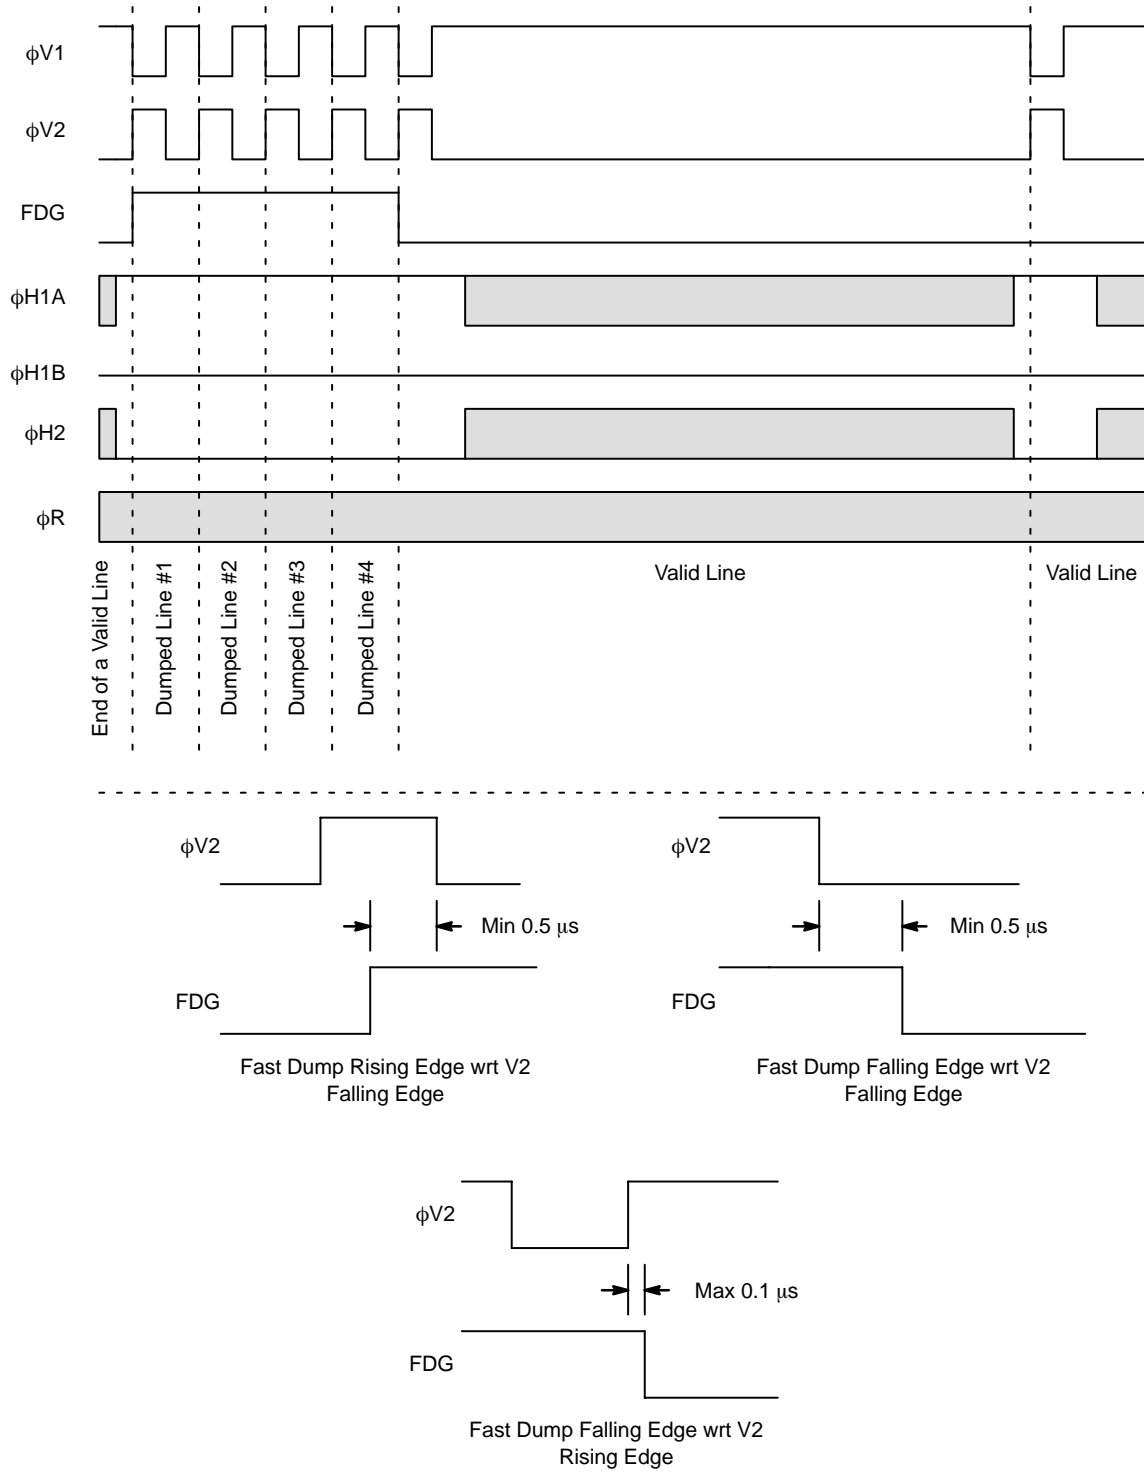 ϕV1
ϕV2
FDG
ϕH1A
ϕH1B
ϕH2
ϕR
End of a Valid Line
Dumped Line #1
Dumped Line #2
Dumped Line #3
Dumped Line #4
Valid Line
Valid Line
ϕV2
Min 0.5 μs
FDG
Fast Dump Rising Edge wrt V2
Falling Edge
ϕV2
Min 0.5 μs
FDG
Fast Dump Falling Edge wrt V2
Falling Edge
ϕV2
Max 0.1 μs
FDG
Fast Dump Falling Edge wrt V2
Rising Edge